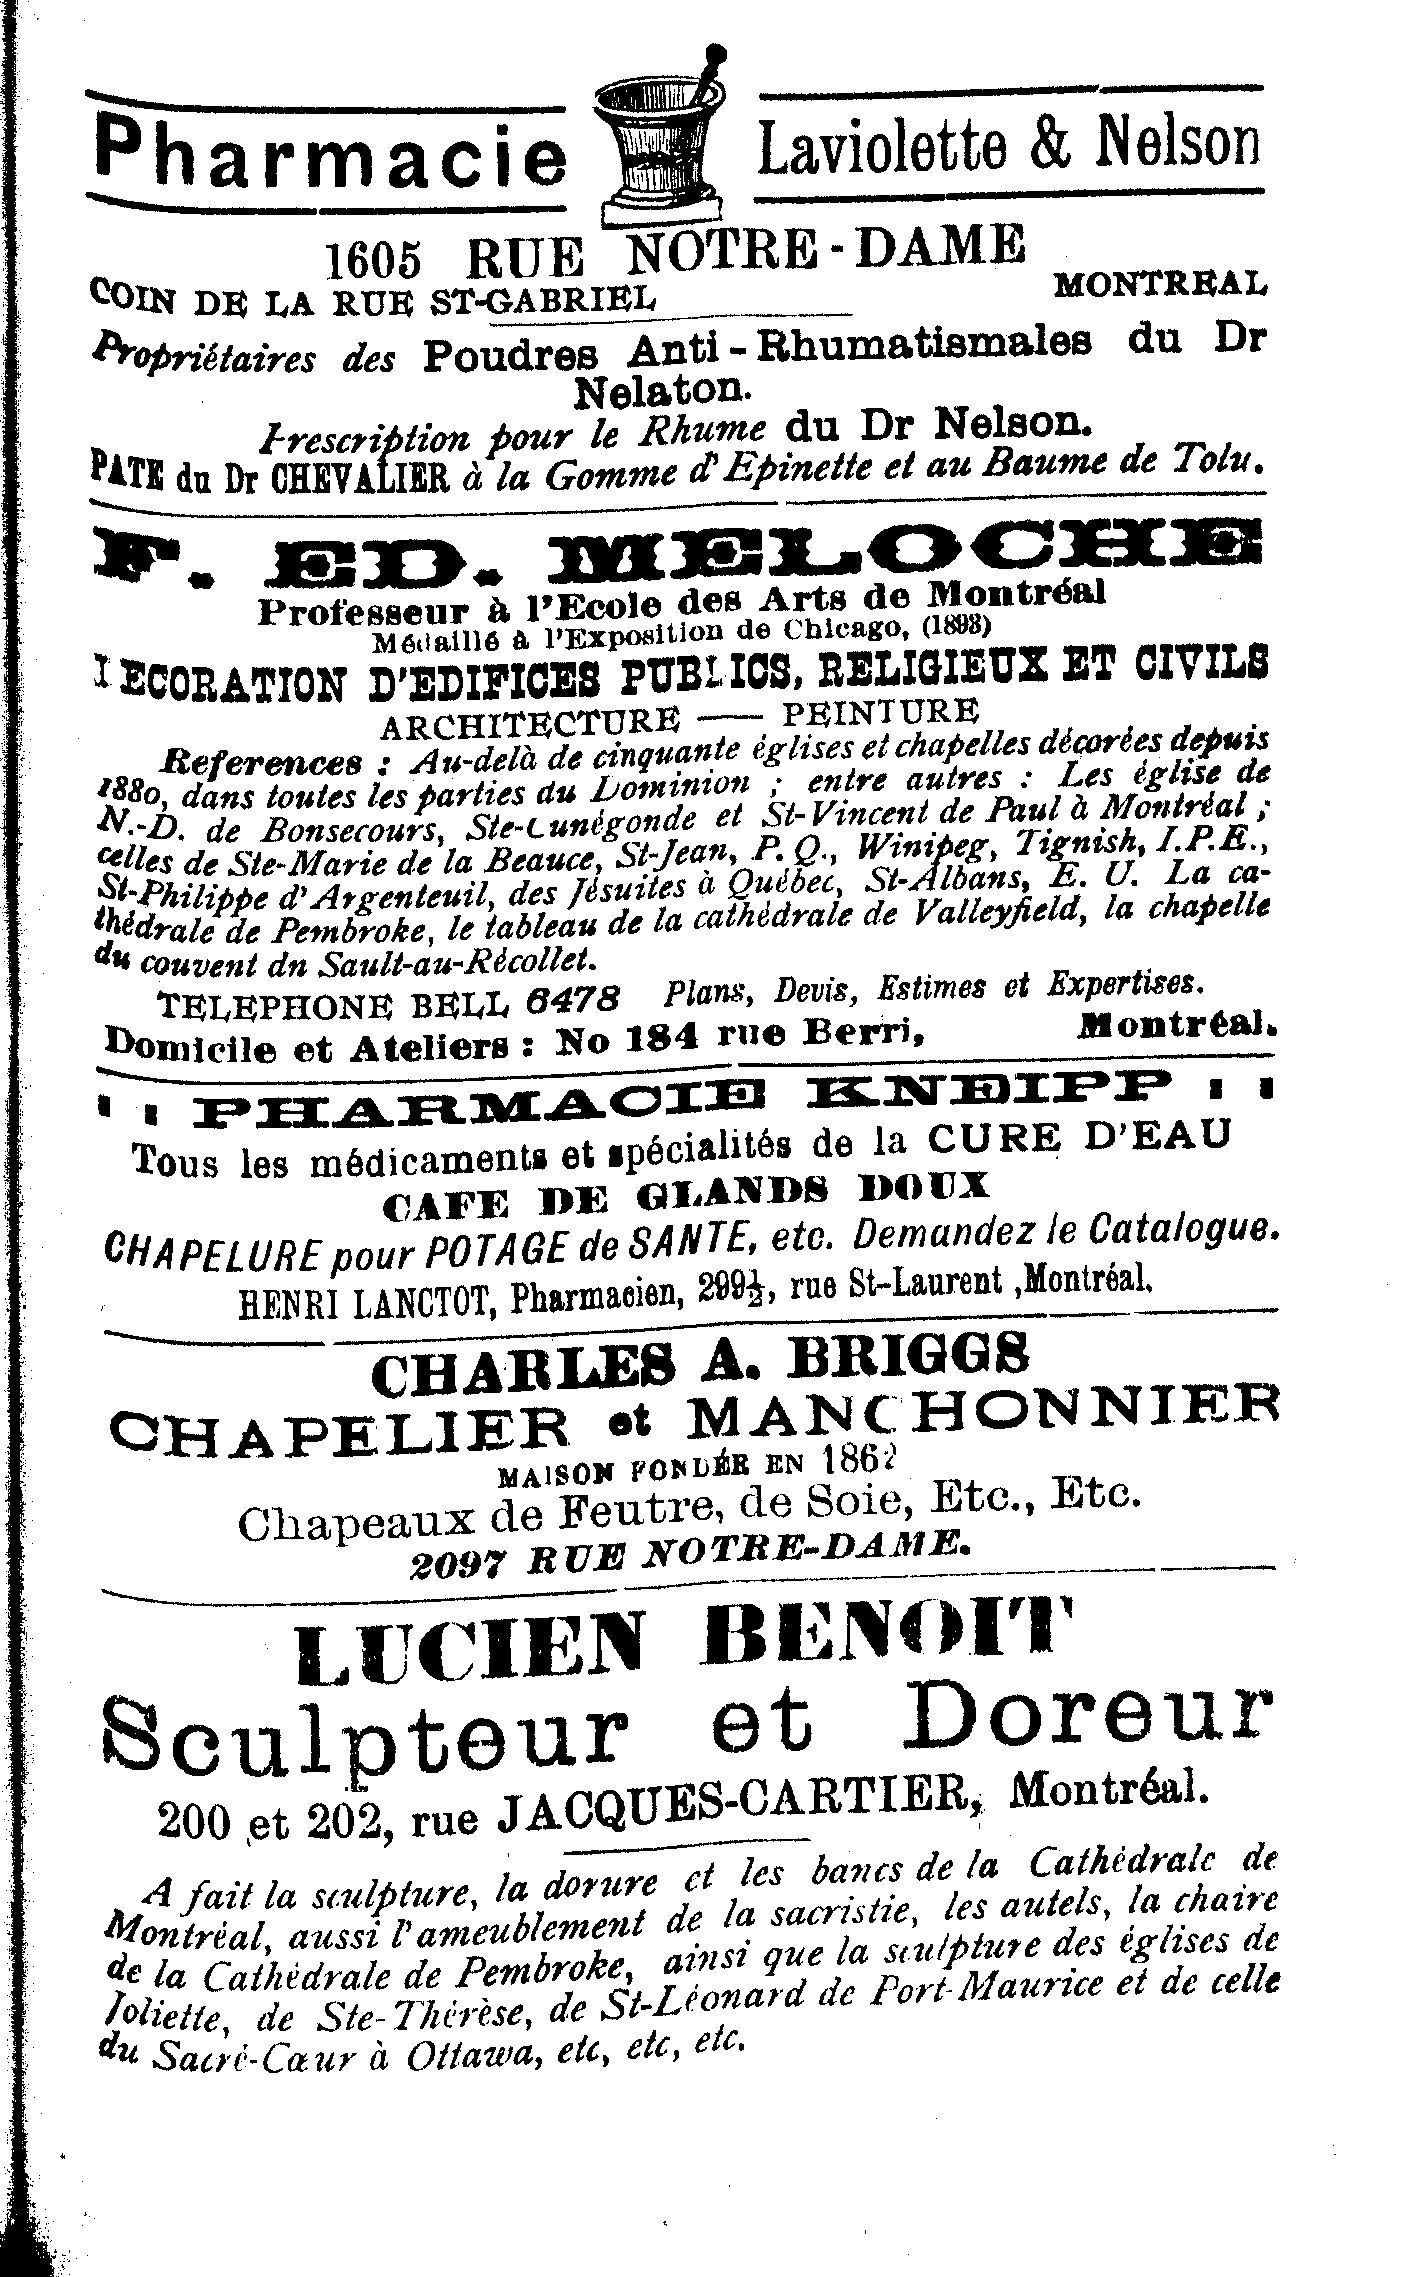 Pharmacie Laviolette & Nelson
1605 RUE NOTRE-DAME
COIN DE LA RUE ST-GABRIEL MONTREAL
Propriétaires des Poudres Anti-Rhumatismales du Dr
Nelaton.
Prescription pour le Rhume du Dr Nelson.
PATE du Dr CHEVALIER à la Gomme d'Epinette et au Baume de Tolu.
F. ED. MELOCHE
Professeur à l'Ecole des Arts de Montréal
Médaillé à l'Exposition de Chicago, (1893)
DECORATION D'EDIFICES PUBLICS, RELIGIEUX ET CIVILS
ARCHITECTURE — PEINTURE
References : Au-delà de cinquante églises et chapelles décorées depuis
1880, dans toutes les parties du Dominion ; entre autres : Les église de
N.-D. de Bonsecours, Ste-Cunégonde et St-Vincent de Paul à Montréal ;
celles de Ste-Marie de la Beauce, St-Jean, P. Q., Winipeg, Tignish, I.P.E.,
St-Philippe d'Argenteuil, des Jésuites à Québec, St-Albans, E. U. La ca-
thédrale de Pembroke, le tableau de la cathédrale de Valleyfield, la chapelle
du couvent dn Sault-au-Récollet.
TELEPHONE BELL 6478 Plans, Devis, Estimes et Expertises.
Domicile et Ateliers : No 184 rue Berri, Montréal.
PHARMACIE KNEIPP
Tous les médicaments et spécialités de la CURE D'EAU
CAFE DE GLANDS DOUX
CHAPELURE pour POTAGE de SANTE, etc. Demandez le Catalogue.
HENRI LANCTOT, Pharmacien, 299½, rue St-Laurent ,Montréal.
CHARLES A. BRIGGS
CHAPELIER et MANCHONNIER
MAISON FONDÉE EN 1862
Chapeaux de Feutre, de Soie, Etc., Etc.
2097 RUE NOTRE-DAME.
LUCIEN BENOIT
Sculpteur et Doreur
200 et 202, rue JACQUES-CARTIER, Montréal.
A fait la sculpture, la dorure et les bancs de la Cathédrale de
Montréal, aussi l'ameublement de la sacristie, les autels, la chaire
de la Cathédrale de Pembroke, ainsi que la sculpture des églises de
Joliette, de Ste-Thérèse, de St-Léonard de Port-Maurice et de celle
du Sacré-Cœur à Ottawa, etc, etc, etc.